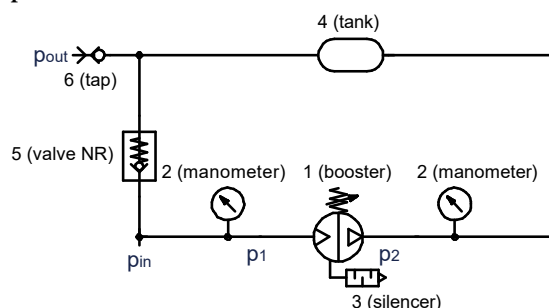 4 (tank)
pout
6 (tap)
5 (valve NR)
2 (manometer)
1 (booster)
2 (manometer)
pin
p1
p2
3 (silencer)